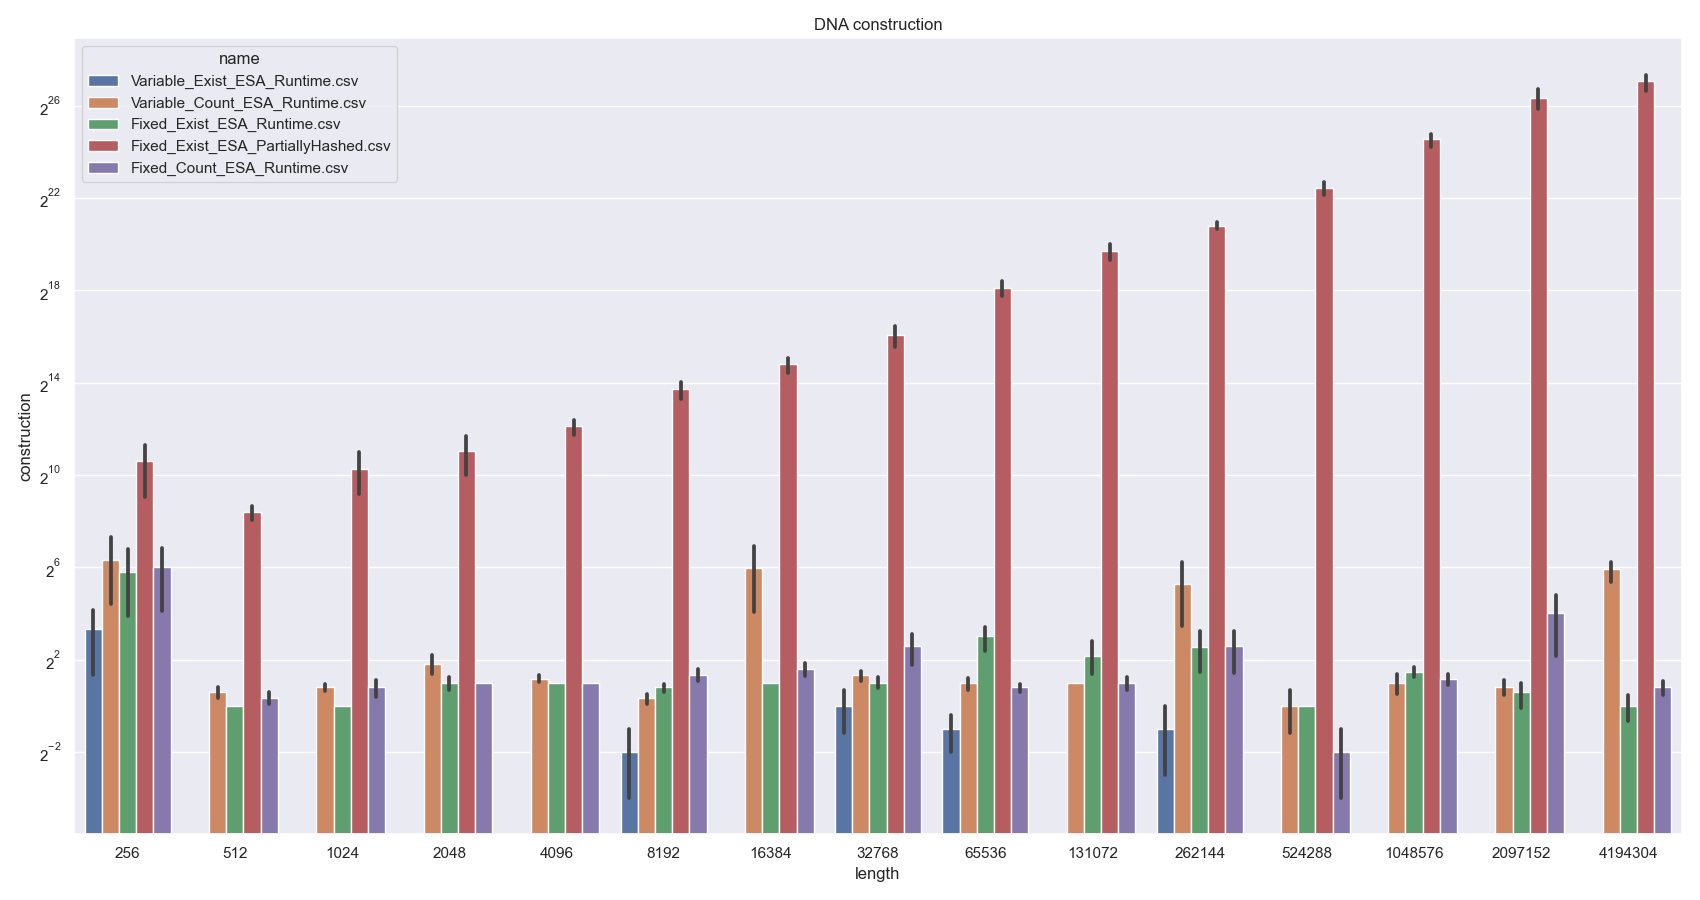 DNA construction
name
Variable_Exist_ESA_Runtime.csv
Variable_Count_ESA_Runtime.csv
Fixed_Exist_ESA_Runtime.csv
Fixed_Exist_ESA_PartiallyHashed.csv
Fixed_Count_ESA_Runtime.csv
construction
2^26
2^22
2^18
2^14
2^10
2^6
2^2
2^−2
256 512 1024 2048 4096 8192 16384 32768 65536 131072 262144 524288 1048576 2097152 4194304
length